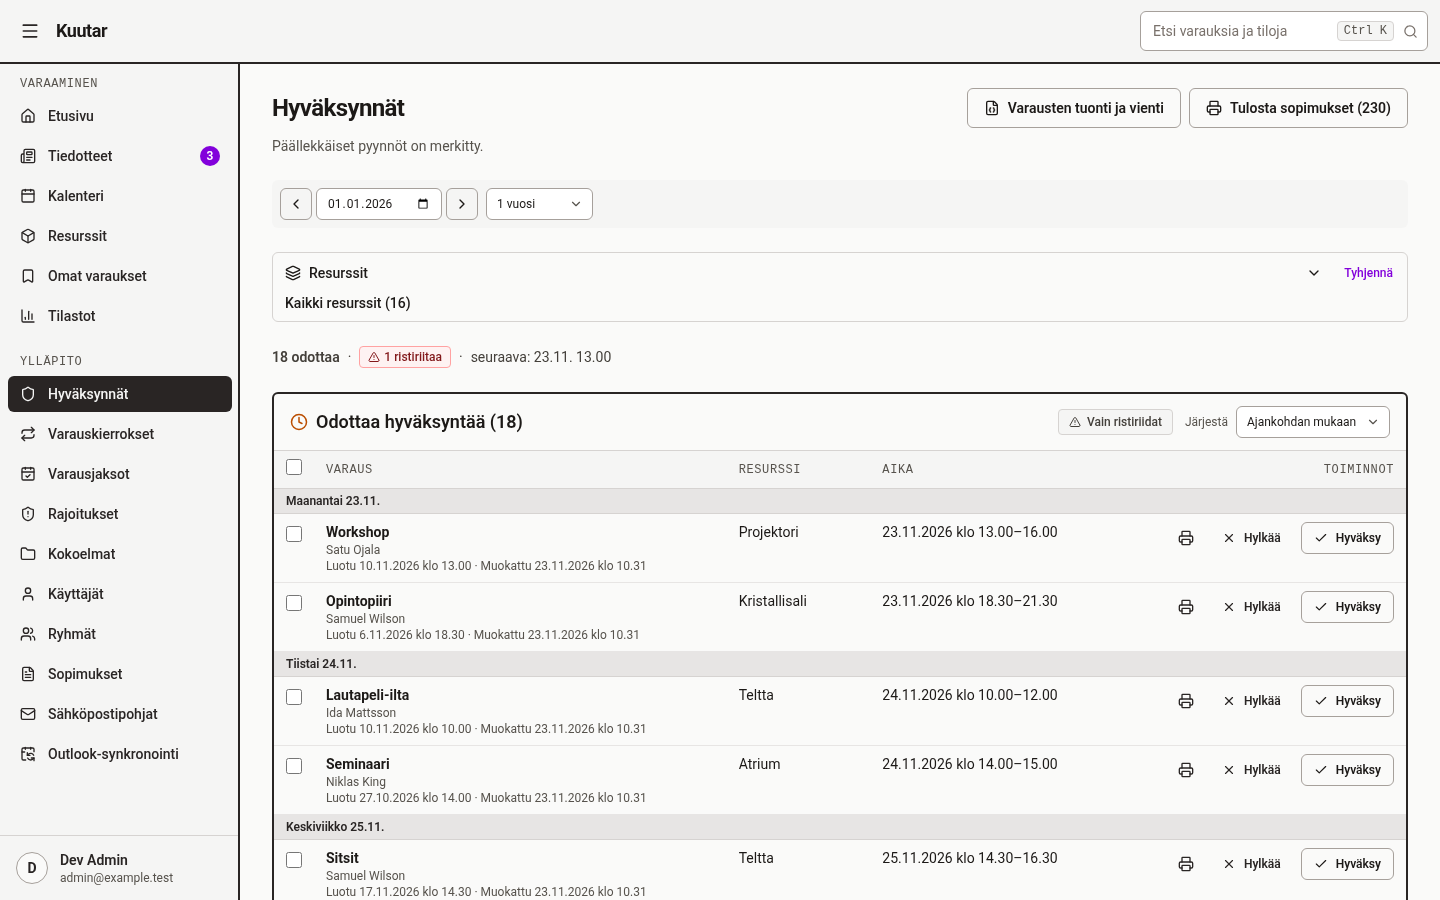 Kuutar
Etsi varauksia ja tiloja
Ctrl K
VARAAMINEN
Etusivu
Tiedotteet
3
Kalenteri
Resurssit
Omat varaukset
Tilastot
YLLÄPITO
Hyväksynnät
Varauskierrokset
Varausjaksot
Rajoitukset
Kokoelmat
Käyttäjät
Ryhmät
Sopimukset
Sähköpostipohjat
Outlook-synkronointi
D
Dev Admin
admin@example.test
Hyväksynnät
Varausten tuonti ja vienti
Tulosta sopimukset (230)
Päällekkäiset pyynnöt on merkitty.
01.01.2026
1 vuosi
Resurssit
Tyhjennä
Kaikki resurssit (16)
18 odottaa · 1 ristiriitaa · seuraava: 23.11. 13.00
Odottaa hyväksyntää (18)
Vain ristiriidat
Järjestä
Ajankohdan mukaan
VARAUS RESURSSI AIKA TOIMINNOT
Maanantai 23.11.
Workshop Projektori 23.11.2026 klo 13.00–16.00 Hylkää Hyväksy
Satu Ojala
Luotu 10.11.2026 klo 13.00 · Muokattu 23.11.2026 klo 10.31
Opintopiiri Kristallisali 23.11.2026 klo 18.30–21.30 Hylkää Hyväksy
Samuel Wilson
Luotu 6.11.2026 klo 18.30 · Muokattu 23.11.2026 klo 10.31
Tiistai 24.11.
Lautapeli-ilta Teltta 24.11.2026 klo 10.00–12.00 Hylkää Hyväksy
Ida Mattsson
Luotu 10.11.2026 klo 10.00 · Muokattu 23.11.2026 klo 10.31
Seminaari Atrium 24.11.2026 klo 14.00–15.00 Hylkää Hyväksy
Niklas King
Luotu 27.10.2026 klo 14.00 · Muokattu 23.11.2026 klo 10.31
Keskiviikko 25.11.
Sitsit Teltta 25.11.2026 klo 14.30–16.30 Hylkää Hyväksy
Samuel Wilson
Luotu 17.11.2026 klo 14.30 · Muokattu 23.11.2026 klo 10.31